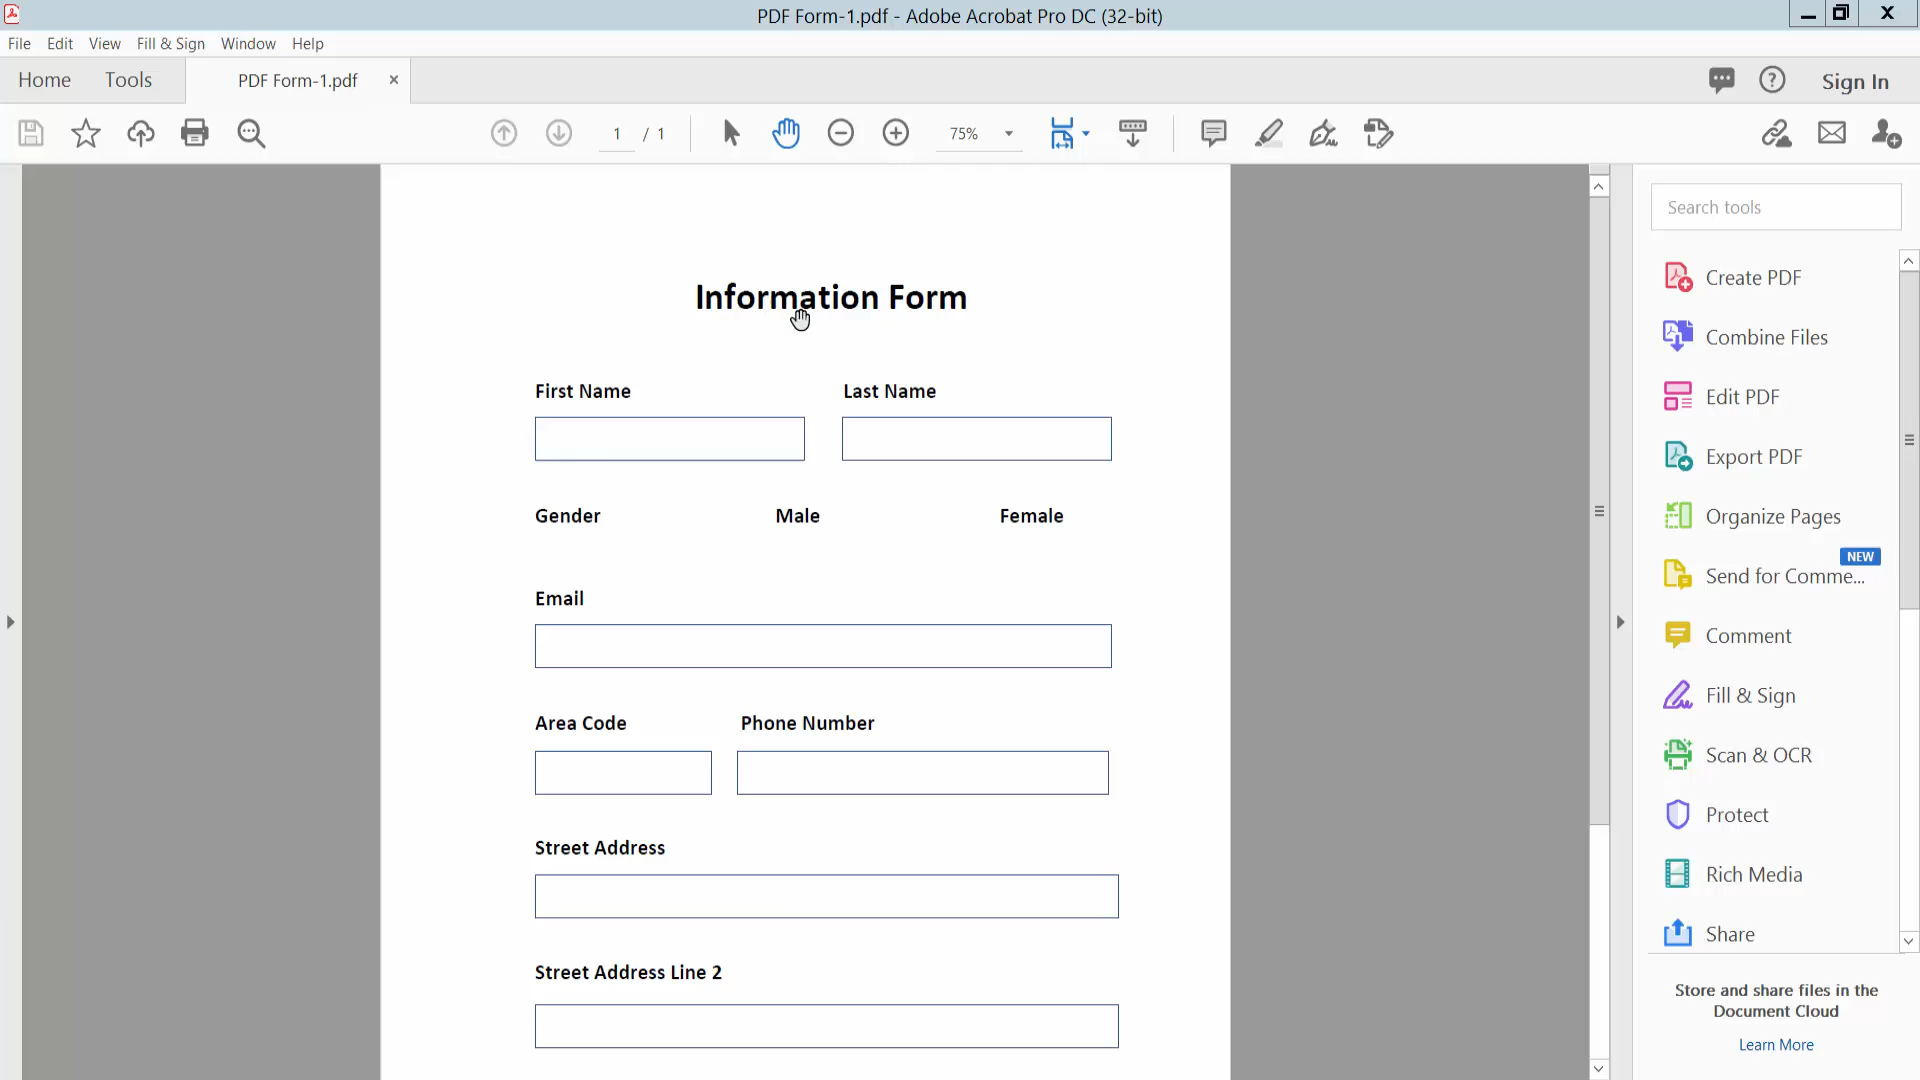 PDF Form-1.pdf - Adobe Acrobat Pro DC (32-bit)
File Edit View Fill & Sign Window Help
Home Tools PDF Form-1.pdf × Sign In
1 / 1 75%
Search tools
Create PDF
Combine Files
Edit PDF
Export PDF
Organize Pages
NEW
Send for Comme...
Comment
Fill & Sign
Scan & OCR
Protect
Rich Media
Share
Store and share files in the
Document Cloud
Learn More
Information Form
First Name Last Name
Gender Male Female
Email
Area Code Phone Number
Street Address
Street Address Line 2